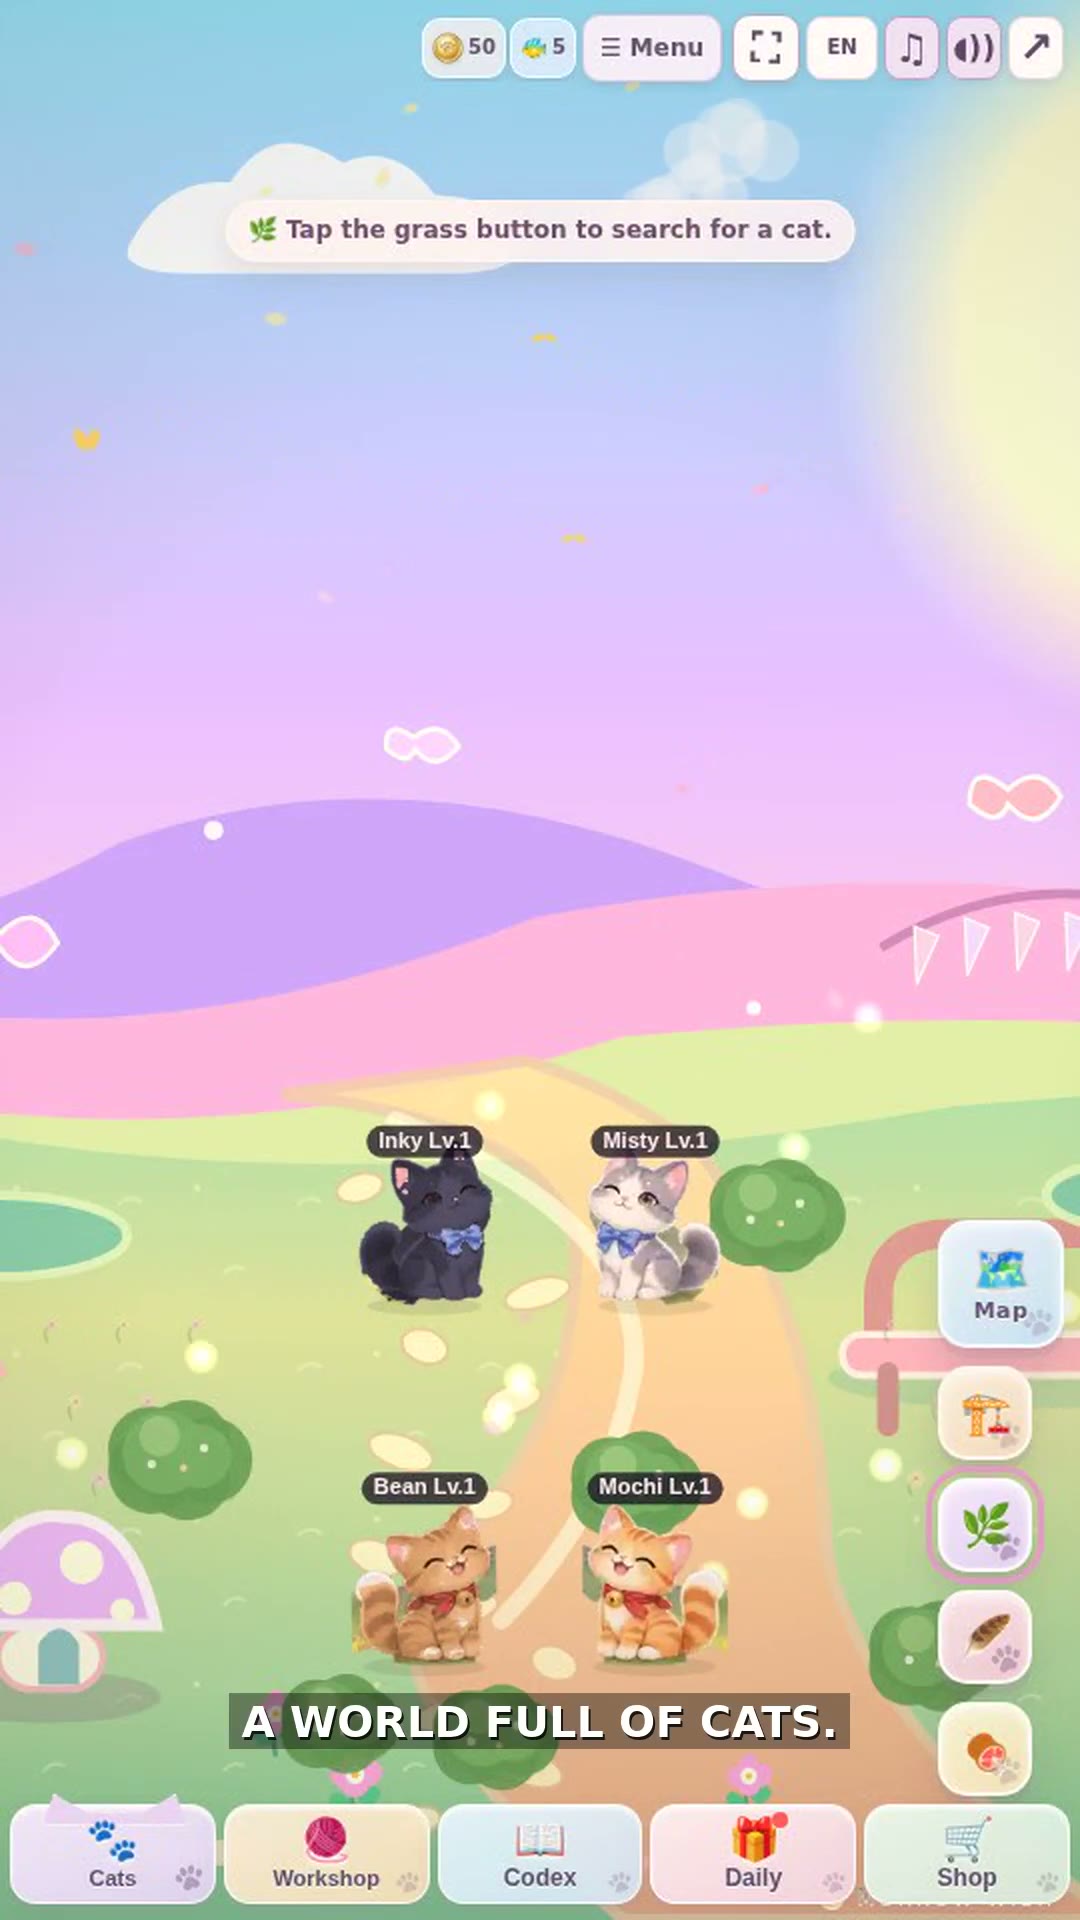 50
5
☰ Menu
EN
Tap the grass button to search for a cat.
Inky Lv.1
Misty Lv.1
Map
Bean Lv.1
Mochi Lv.1
A WORLD FULL OF CATS.
Cats
Workshop
Codex
Daily
Shop